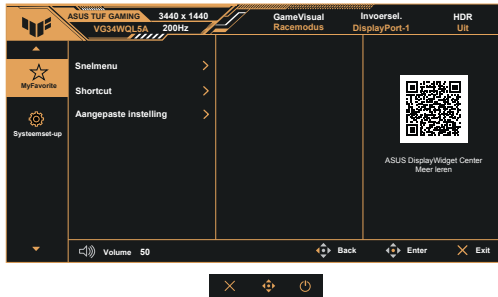 ASUS TUF GAMING 3440 x 1440
VG34WQL5A 200Hz
GameVisual
Racemodus
Invoersel.
DisplayPort-1
HDR
Uit
MyFavorite
Systeemset-up
Snelmenu
Shortcut
Aangepaste instelling
ASUS DisplayWidget Center
Meer leren
Volume 50
Back
Enter
Exit